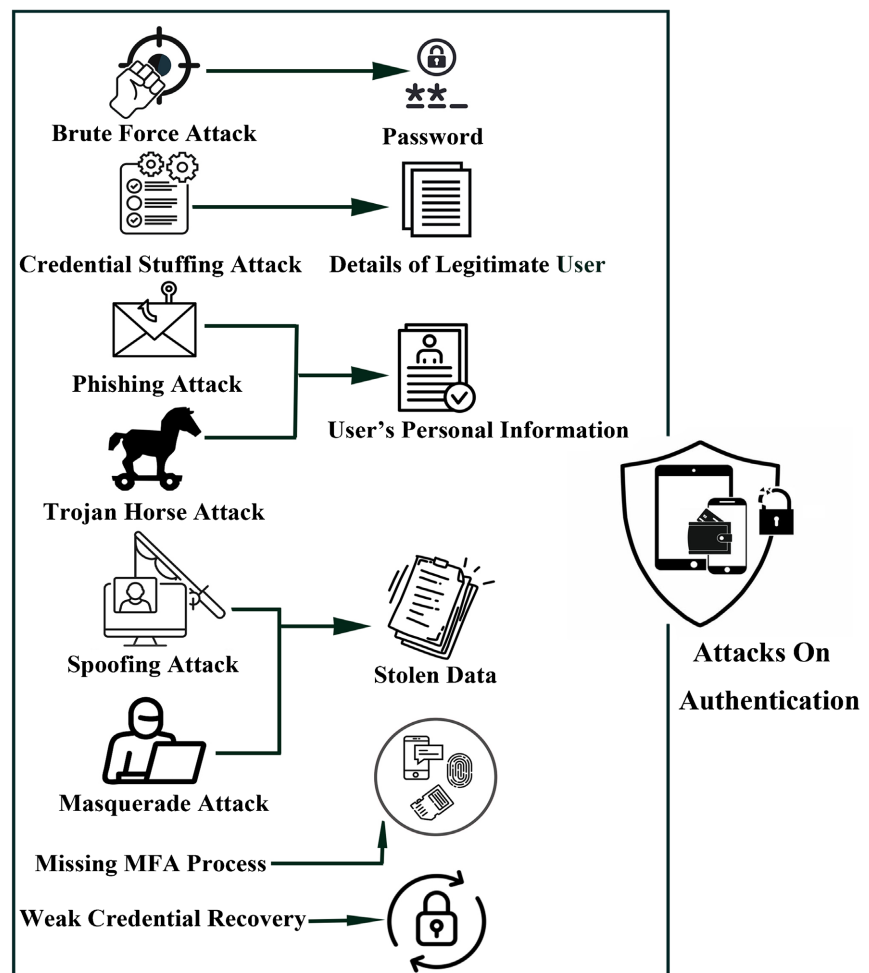 Brute Force Attack
**_
Password
Credential Stuffing Attack
Details of Legitimate User
Phishing Attack
User's Personal Information
Trojan Horse Attack
Spoofing Attack
Stolen Data
Attacks On
Authentication
Masquerade Attack
Missing MFA Process
Weak Credential Recovery